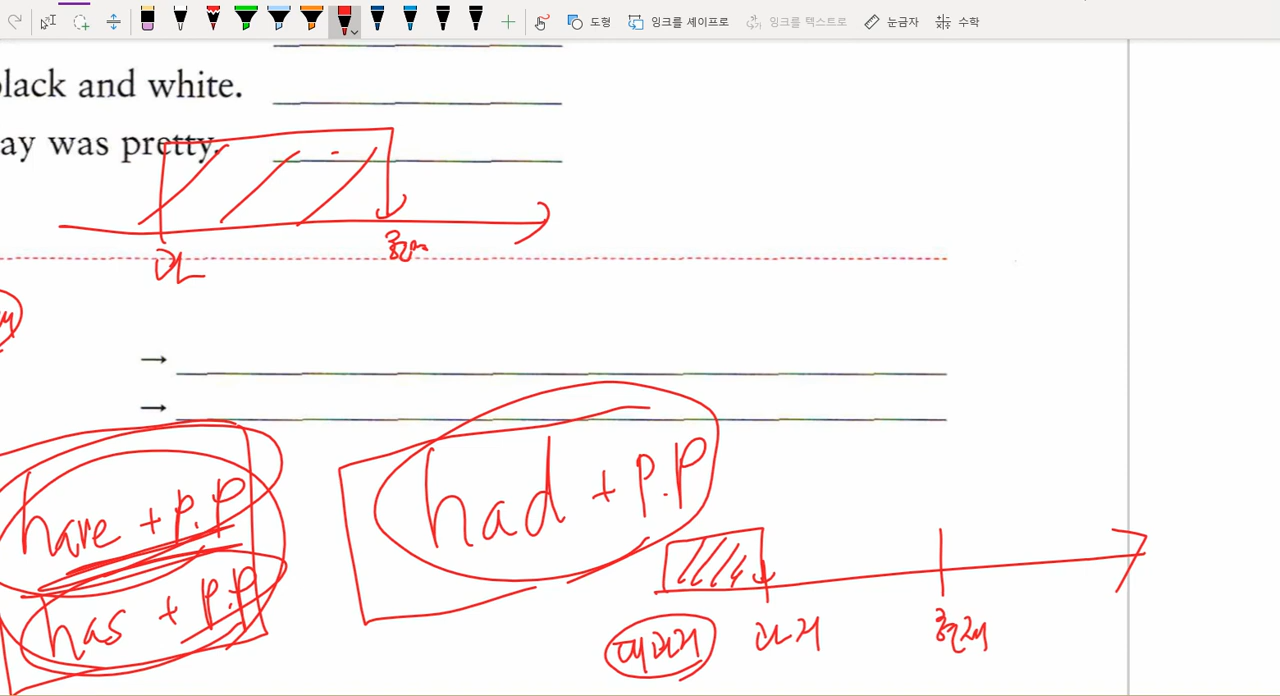 도형 잉크를 셰이프로 잉크를 텍스트로 눈금자 수학
black and white.
ay was pretty.
현재
→
→
have + p.p
has + p.p
had + p.p
대과거 과거 현재